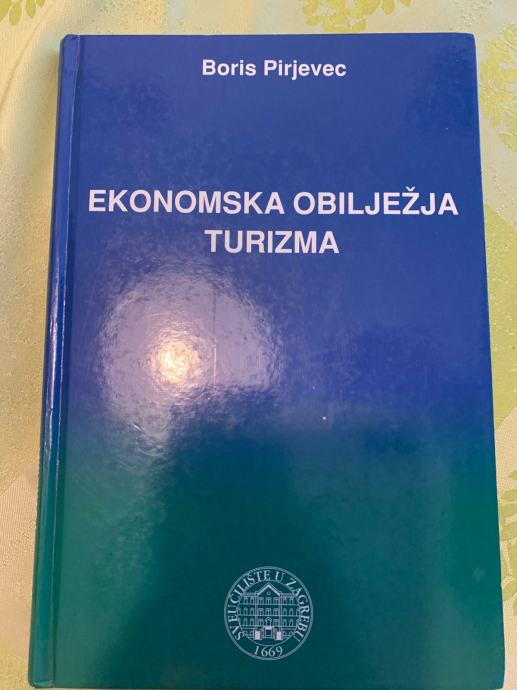 Boris Pirjevec
EKONOMSKA OBILJEŽJA
TURIZMA
SVEUČILIŠTE U ZAGREBU
1669